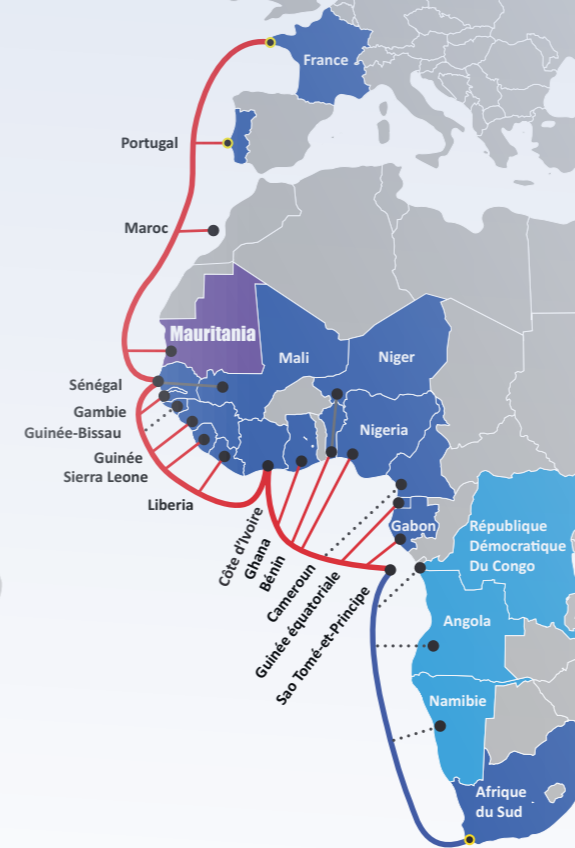 France
Portugal
Maroc
Mauritania
Mali
Niger
Sénégal
Gambie
Guinée-Bissau
Nigeria
Guinée
Sierra Leone
Liberia
Côte d'Ivoire
Ghana
Bénin
Cameroun
Guinée équatoriale
Sao Tomé-et-Principe
Gabon
République
Démocratique
Du Congo
Angola
Namibie
Afrique
du Sud